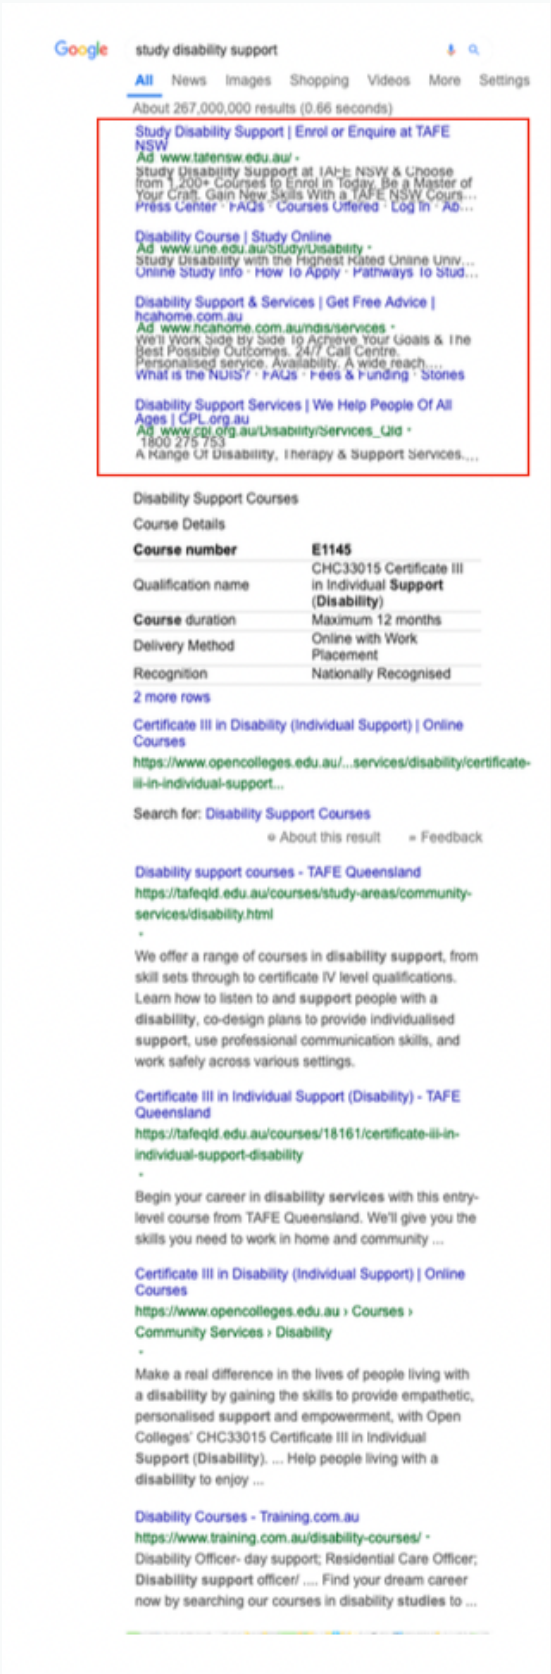 Google study disability support
All News Images Shopping Videos More Settings
About 267,000,000 results (0.66 seconds)
Study Disability Support | Enrol or Enquire at TAFE
NSW
Ad www.tafensw.edu.au/
Study Disability Support at TAFE NSW & Choose
from 1,200+ Courses to Enrol in Today. Be a Master of
Your Craft. Gain New Skills With a TAFE NSW Cours...
Press Center · FAQs · Courses Offered · Log In · Ab...
Disability Course | Study Online
Ad www.une.edu.au/Study/Disability
Study Disability with the Highest Rated Online Univ...
Online Study Info · How To Apply · Pathways To Stud...
Disability Support & Services | Get Free Advice |
hcahome.com.au
Ad www.hcahome.com.au/ndis/services
We'll Work Side By Side To Achieve Your Goals & The
Best Possible Outcomes. 24/7 Call Centre.
Personalised service. Availability. A wide reach....
What is the NDIS? · FAQs · Fees & Funding · Stories
Disability Support Services | We Help People Of All
Ages | CPL.org.au
Ad www.cpl.org.au/Disability/Services_Qld
1800 275 753
A Range Of Disability, Therapy & Support Services....
Disability Support Courses
Course Details
Course number E1145
Qualification name CHC33015 Certificate III
in Individual Support
(Disability)
Course duration Maximum 12 months
Delivery Method Online with Work
Placement
Recognition Nationally Recognised
2 more rows
Certificate III in Disability (Individual Support) | Online
Courses
https://www.opencolleges.edu.au/...services/disability/certificate-
iii-in-individual-support...
Search for: Disability Support Courses
About this result Feedback
Disability support courses - TAFE Queensland
https://tafeqld.edu.au/courses/study-areas/community-
services/disability.html
We offer a range of courses in disability support, from
skill sets through to certificate IV level qualifications.
Learn how to listen to and support people with a
disability, co-design plans to provide individualised
support, use professional communication skills, and
work safely across various settings.
Certificate III in Individual Support (Disability) - TAFE
Queensland
https://tafeqld.edu.au/courses/18161/certificate-iii-in-
individual-support-disability
Begin your career in disability services with this entry-
level course from TAFE Queensland. We'll give you the
skills you need to work in home and community ...
Certificate III in Disability (Individual Support) | Online
Courses
https://www.opencolleges.edu.au › Courses ›
Community Services › Disability
Make a real difference in the lives of people living with
a disability by gaining the skills to provide empathetic,
personalised support and empowerment, with Open
Colleges' CHC33015 Certificate III in Individual
Support (Disability). ... Help people living with a
disability to enjoy ...
Disability Courses - Training.com.au
https://www.training.com.au/disability-courses/
Disability Officer- day support; Residential Care Officer;
Disability support officer/ .... Find your dream career
now by searching our courses in disability studies to ...